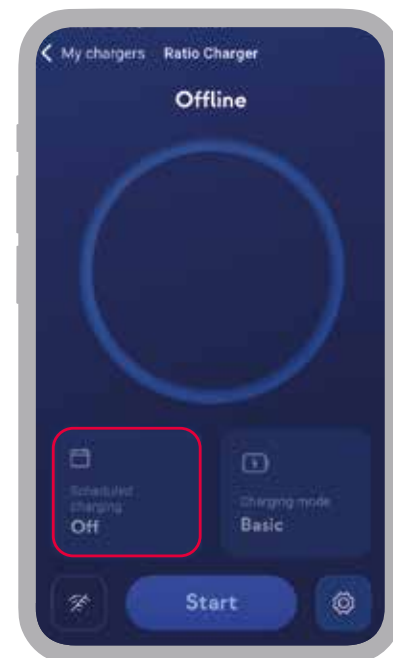 My chargers Ratio Charger
Offline
Scheduled
charging
Off
Charging mode
Basic
Start